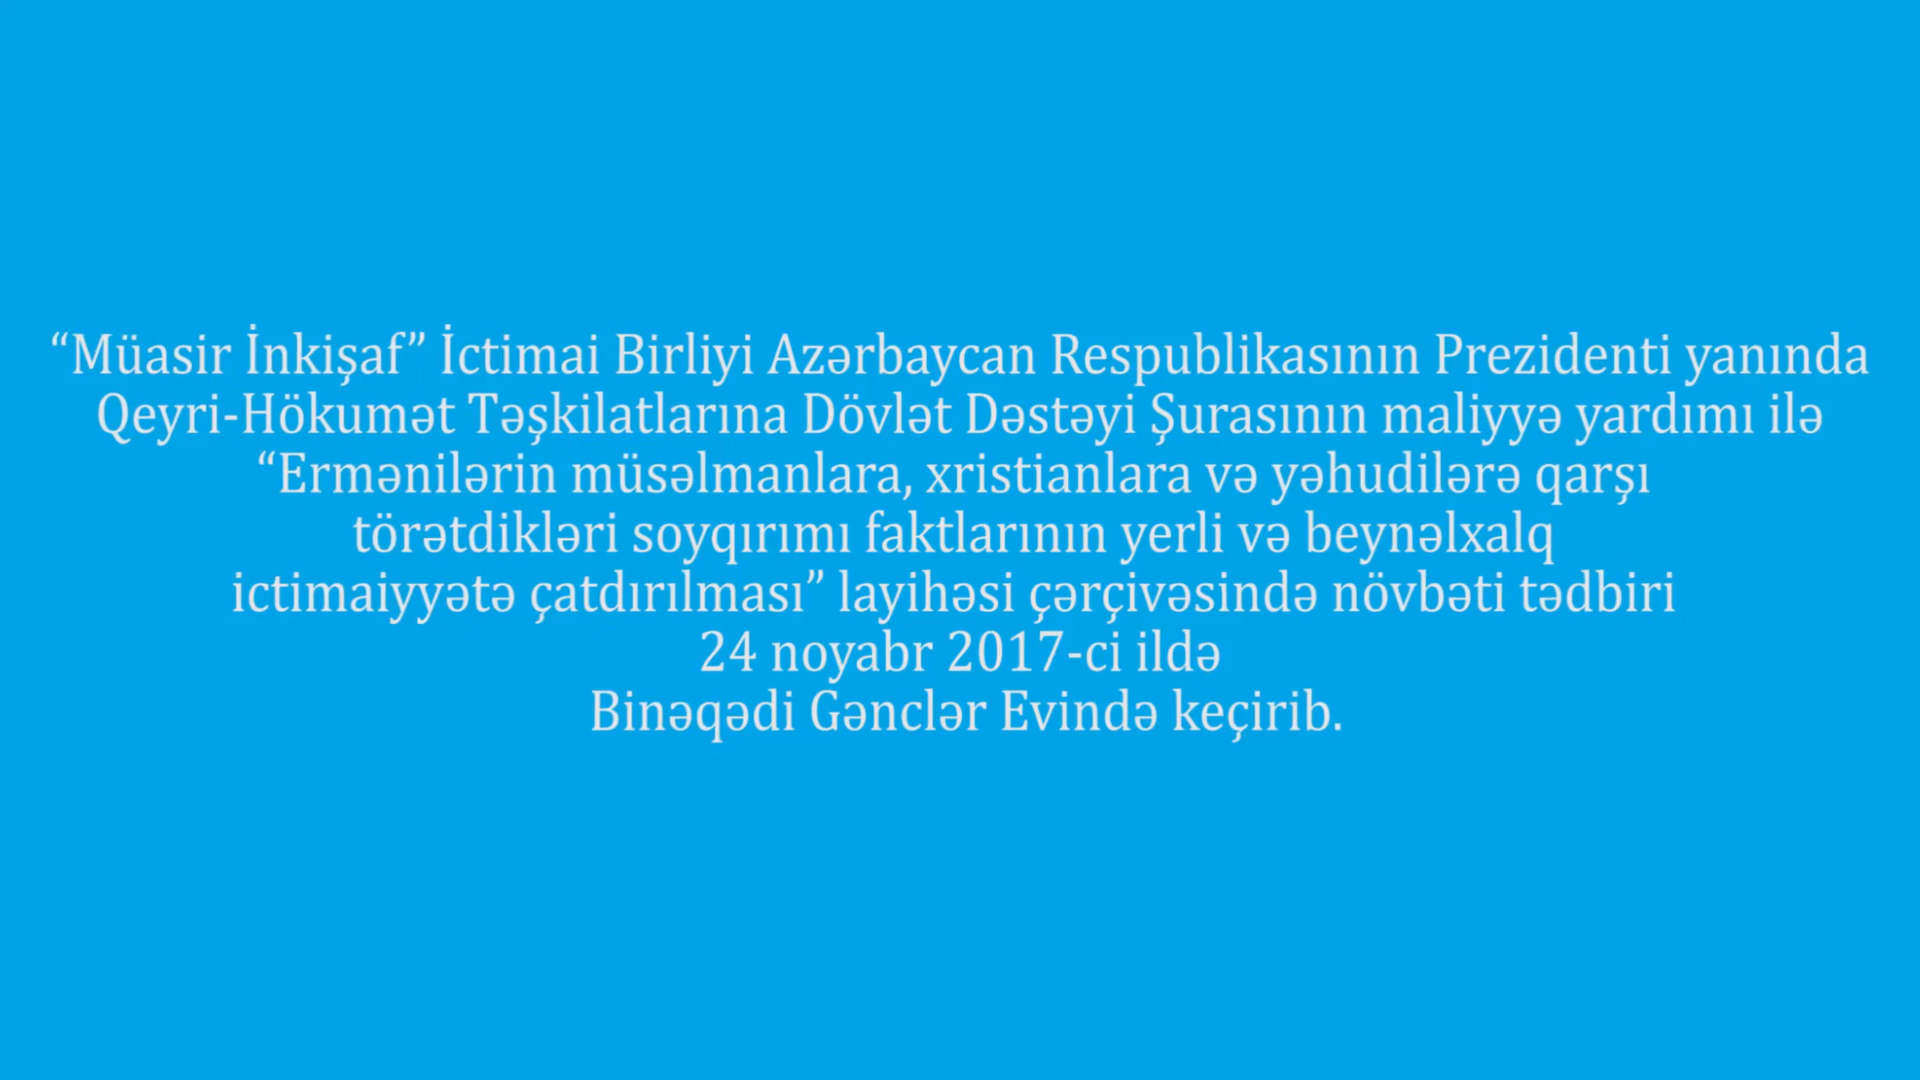 “Müasir İnkişaf” İctimai Birliyi Azərbaycan Respublikasının Prezidenti yanında
Qeyri-Hökumət Təşkilatlarına Dövlət Dəstəyi Şurasının maliyyə yardımı ilə
“Ermənilərin müsəlmanlara, xristianlara və yəhudilərə qarşı
törətdikləri soyqırımı faktlarının yerli və beynəlxalq
ictimaiyyətə çatdırılması” layihəsi çərçivəsində növbəti tədbiri
24 noyabr 2017-ci ildə
Binəqədi Gənclər Evində keçirib.